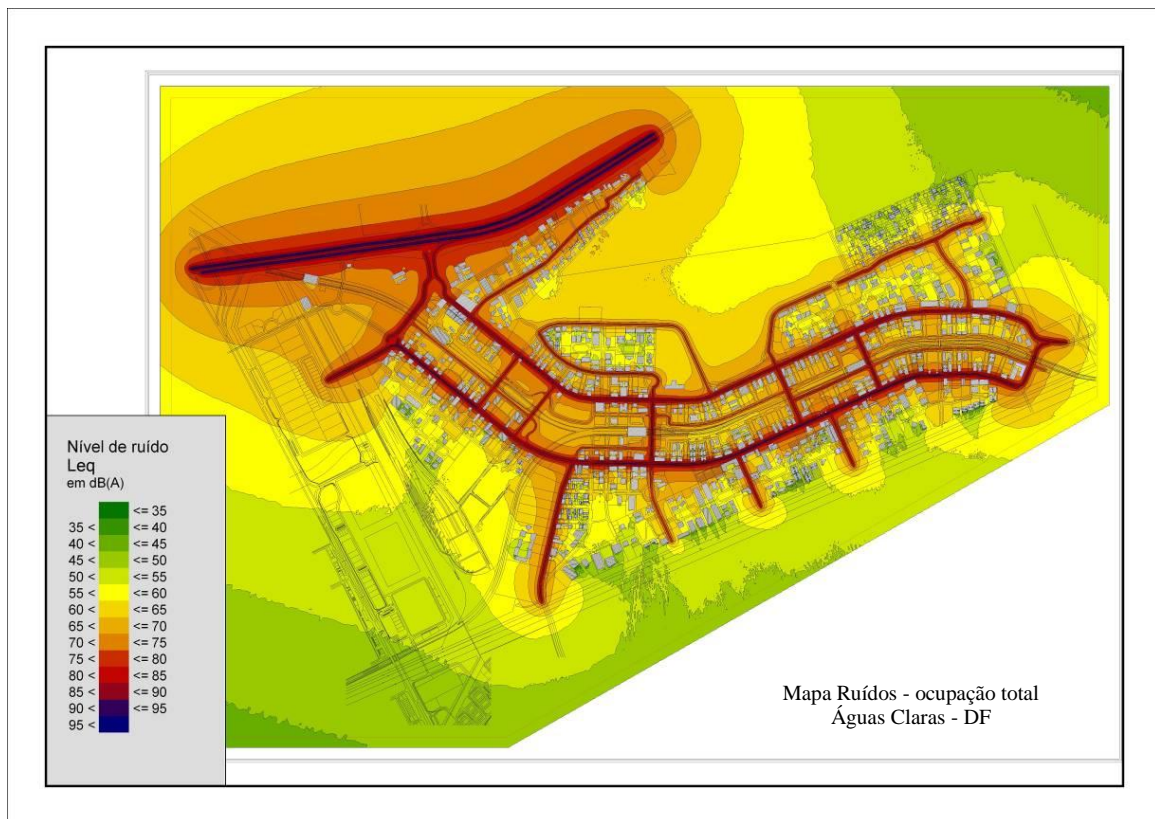 Nível de ruído
Leq
em dB(A)
<= 35
35 < <= 40
40 < <= 45
45 < <= 50
50 < <= 55
55 < <= 60
60 < <= 65
65 < <= 70
70 < <= 75
75 < <= 80
80 < <= 85
85 < <= 90
90 < <= 95
95 <
Mapa Ruídos - ocupação total
Águas Claras - DF